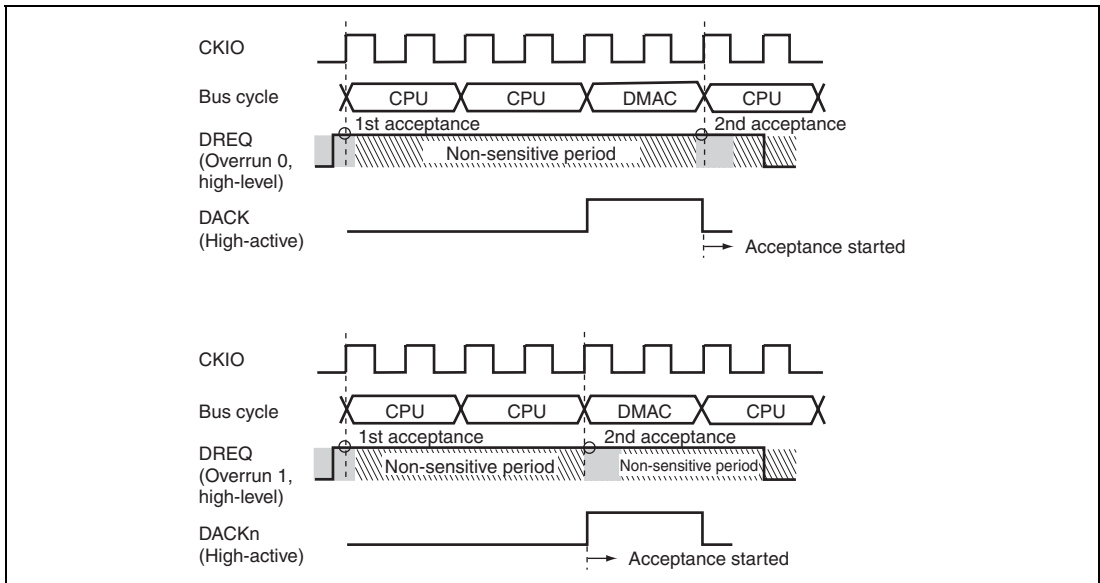 CKIO
Bus cycle
CPU CPU DMAC CPU
1st acceptance 2nd acceptance
DREQ
(Overrun 0,
high-level)
Non-sensitive period
DACK
(High-active)
Acceptance started
CKIO
Bus cycle
CPU CPU DMAC CPU
1st acceptance 2nd acceptance
DREQ
(Overrun 1,
high-level)
Non-sensitive period Non-sensitive period
DACKn
(High-active)
Acceptance started